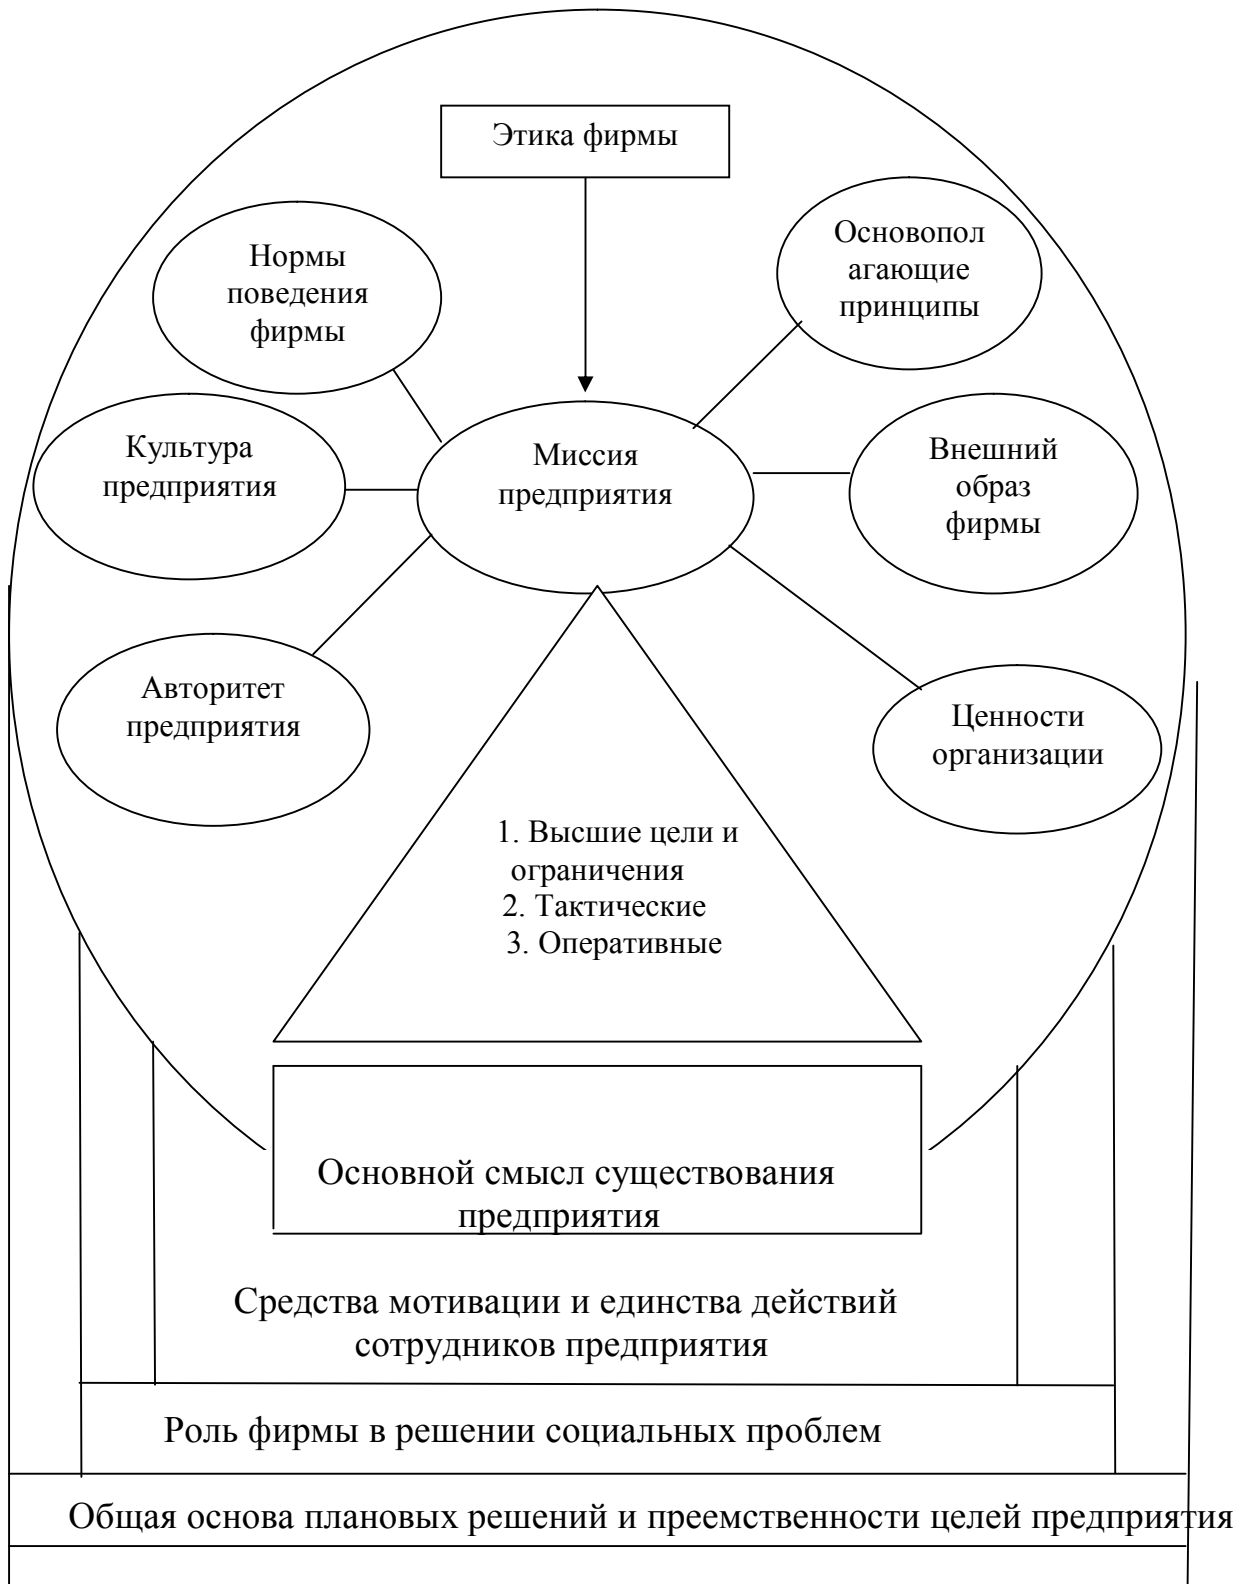 Этика фирмы
Нормы
поведения
фирмы
Основопол
агающие
принципы
Культура
предприятия
Миссия
предприятия
Внешний
образ
фирмы
Авторитет
предприятия
Ценности
организации
1. Высшие цели и
ограничения
2. Тактические
3. Оперативные
Основной смысл существования
предприятия
Средства мотивации и единства действий
сотрудников предприятия
Роль фирмы в решении социальных проблем
Общая основа плановых решений и преемственности целей предприятия